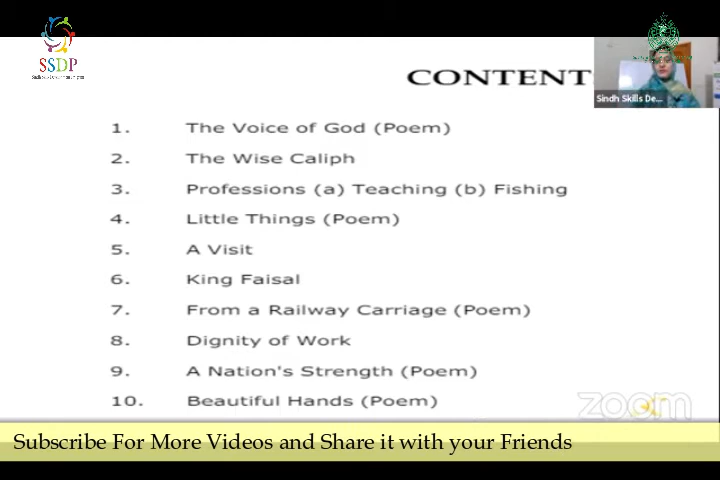 SSDP
CONTENT
Sindh Skills De...
1. The Voice of God (Poem)
2. The Wise Caliph
3. Professions (a) Teaching (b) Fishing
4. Little Things (Poem)
5. A Visit
6. King Faisal
7. From a Railway Carriage (Poem)
8. Dignity of Work
9. A Nation's Strength (Poem)
10. Beautiful Hands (Poem)
zoom
Subscribe For More Videos and Share it with your Friends